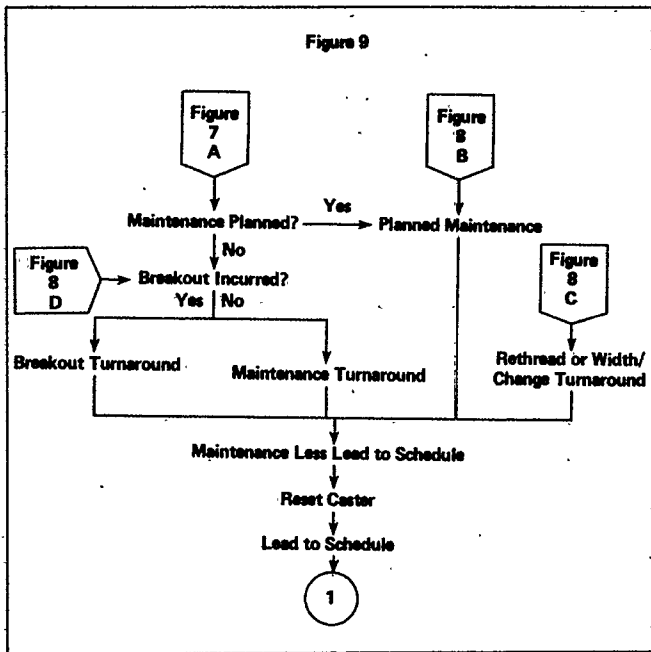 Figure 9
Figure
7
A
Figure
8
B
Maintenance Planned?
Yes
Planned Maintenance
No
Figure
8
D
Breakout Incurred?
Yes
No
Figure
8
C
Breakout Turnaround
Maintenance Turnaround
Rethread or Width/
Change Turnaround
Maintenance Less Lead to Schedule
Reset Caster
Lead to Schedule
1